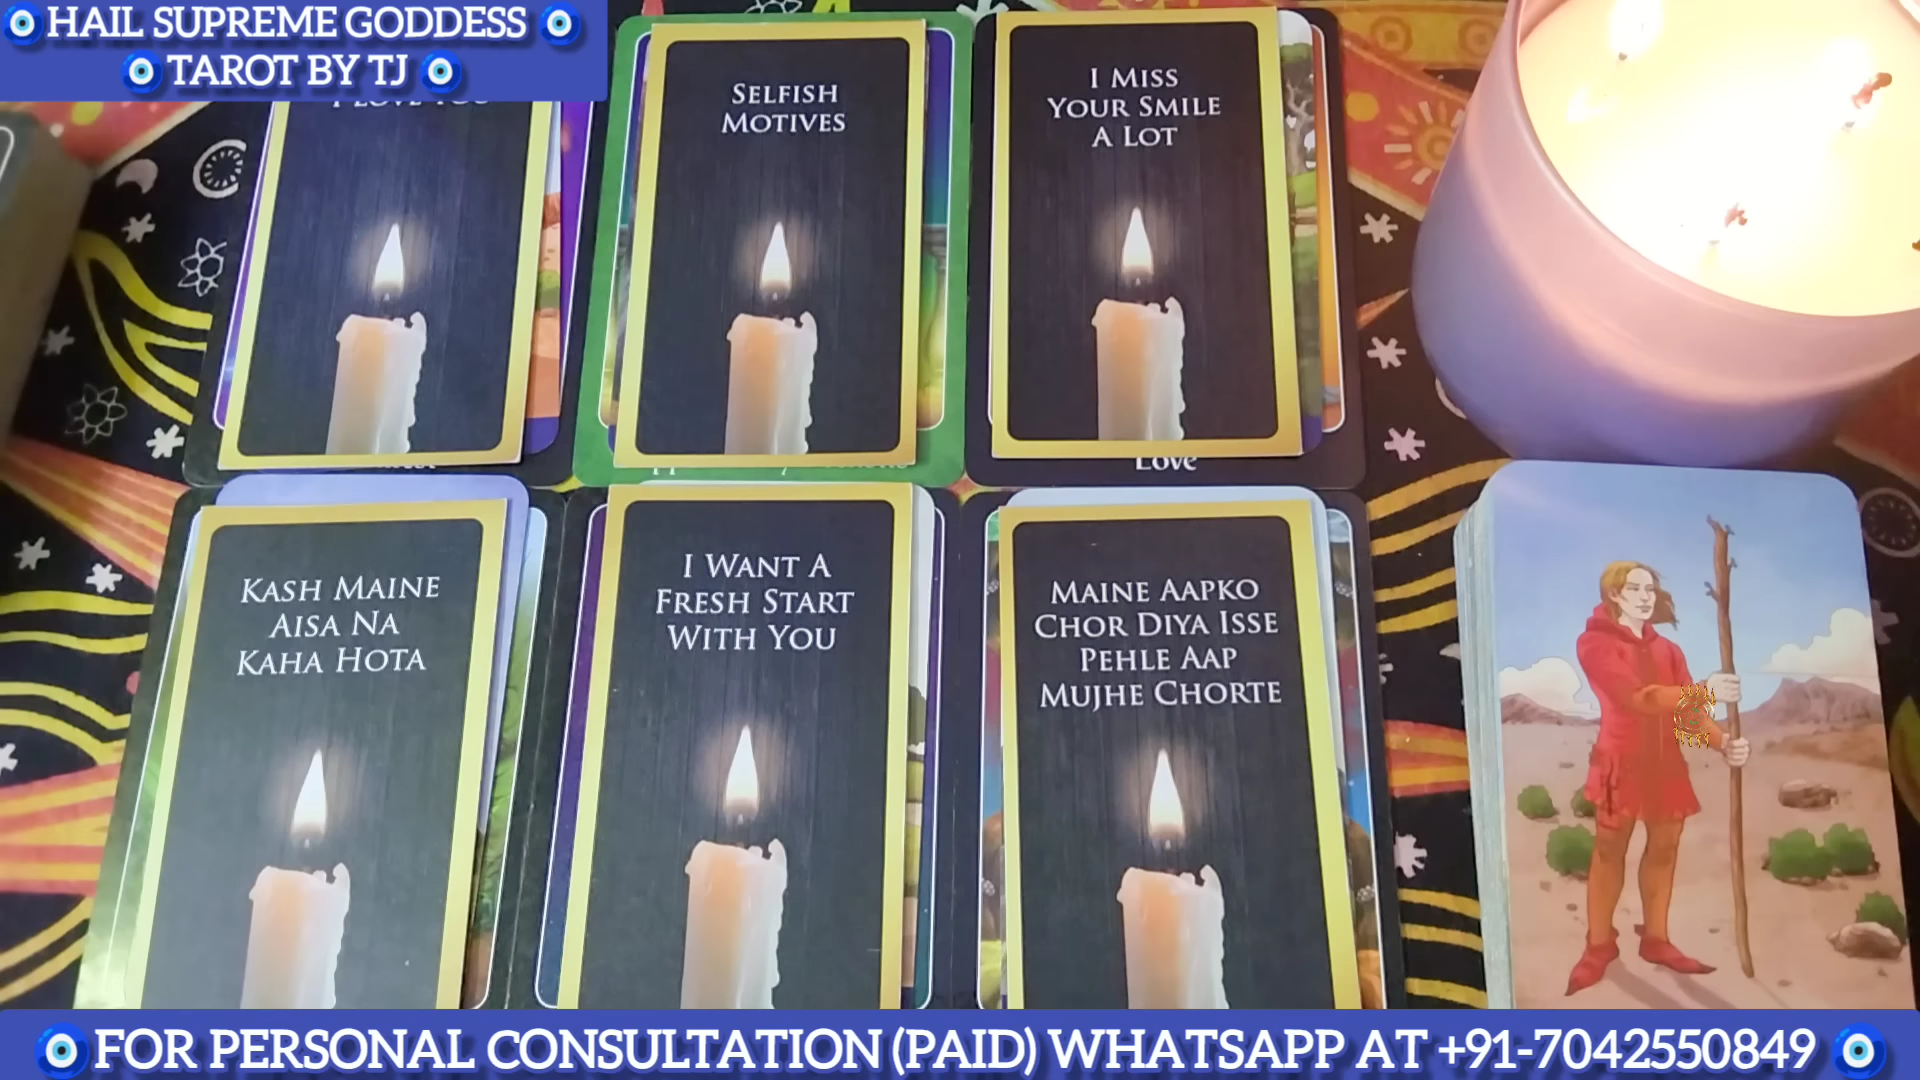 HAIL SUPREME GODDESS
TAROT BY TJ
I LOVE YOU
SELFISH
MOTIVES
I MISS
YOUR SMILE
A LOT
LOVE
KASH MAINE
AISA NA
KAHA HOTA
I WANT A
FRESH START
WITH YOU
MAINE AAPKO
CHOR DIYA ISSE
PEHLE AAP
MUJHE CHORTE
FOR PERSONAL CONSULTATION (PAID) WHATSAPP AT +91-7042550849